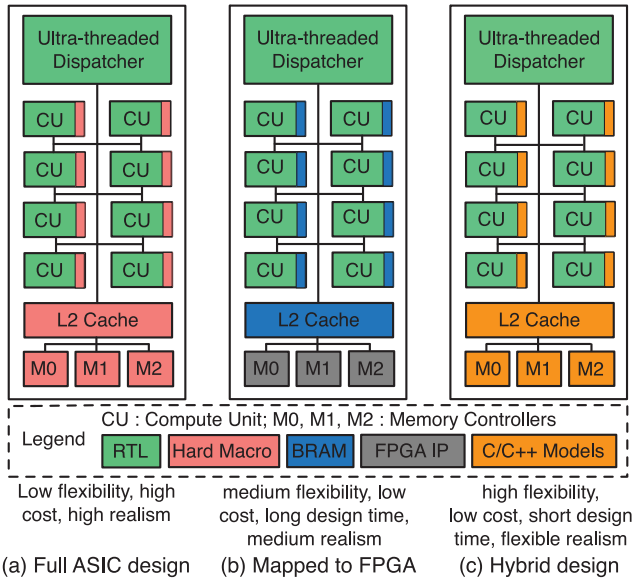 Ultra-threaded
Dispatcher
CU CU
CU CU
CU CU
CU CU
L2 Cache
M0 M1 M2
Ultra-threaded
Dispatcher
CU CU
CU CU
CU CU
CU CU
L2 Cache
M0 M1 M2
Ultra-threaded
Dispatcher
CU CU
CU CU
CU CU
CU CU
L2 Cache
M0 M1 M2
Legend
CU : Compute Unit; M0, M1, M2 : Memory Controllers
RTL Hard Macro BRAM FPGA IP C/C++ Models
Low flexibility, high
cost, high realism
(a) Full ASIC design
medium flexibility, low
cost, long design time,
medium realism
(b) Mapped to FPGA
high flexibility,
low cost, short design
time, flexible realism
(c) Hybrid design